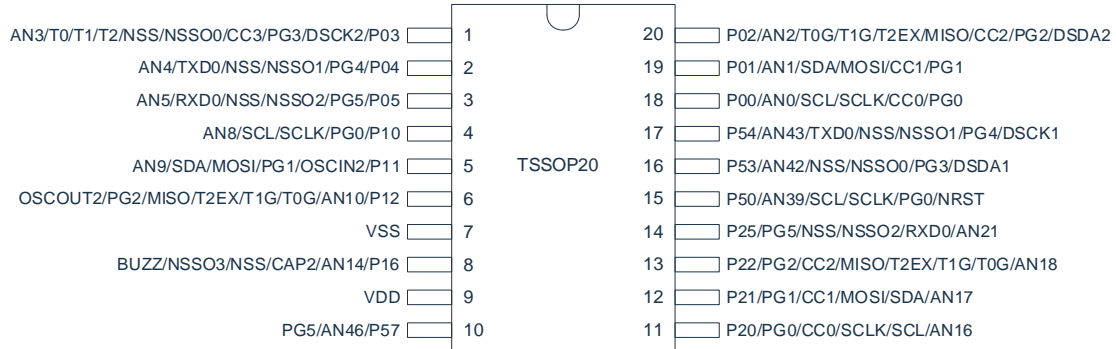 AN3/T0/T1/T2/NSS/NSSO0/CC3/PG3/DSCK2/P03 1 20 P02/AN2/T0G/T1G/T2EX/MISO/CC2/PG2/DSDA2
AN4/TXD0/NSS/NSSO1/PG4/P04 2 19 P01/AN1/SDA/MOSI/CC1/PG1
AN5/RXD0/NSS/NSSO2/PG5/P05 3 18 P00/AN0/SCL/SCLK/CC0/PG0
AN8/SCL/SCLK/PG0/P10 4 17 P54/AN43/TXD0/NSS/NSSO1/PG4/DSCK1
AN9/SDA/MOSI/PG1/OSCIN2/P11 5 TSSOP20 16 P53/AN42/NSS/NSSO0/PG3/DSDA1
OSCOUT2/PG2/MISO/T2EX/T1G/T0G/AN10/P12 6 15 P50/AN39/SCL/SCLK/PG0/NRST
VSS 7 14 P25/PG5/NSS/NSSO2/RXD0/AN21
BUZZ/NSSO3/NSS/CAP2/AN14/P16 8 13 P22/PG2/CC2/MISO/T2EX/T1G/T0G/AN18
VDD 9 12 P21/PG1/CC1/MOSI/SDA/AN17
PG5/AN46/P57 10 11 P20/PG0/CC0/SCLK/SCL/AN16